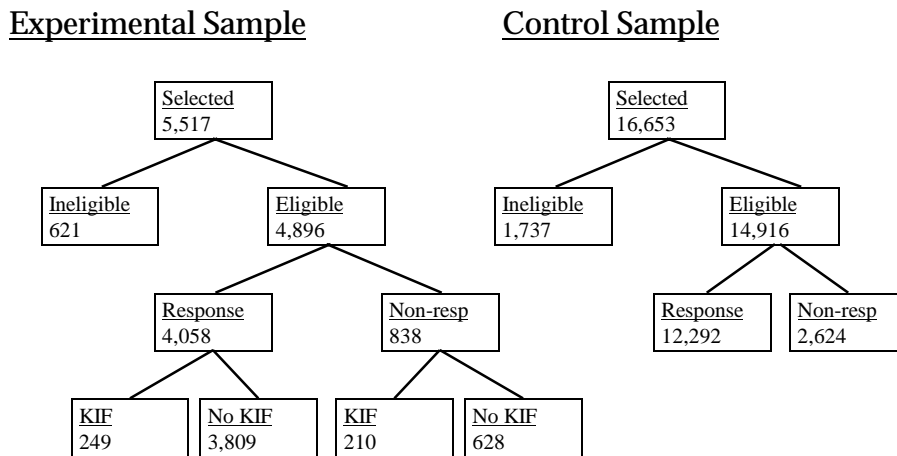 Experimental Sample
Control Sample
Selected
5,517
Selected
16,653
Ineligible
621
Eligible
4,896
Ineligible
1,737
Eligible
14,916
Response
4,058
Non-resp
838
Response
12,292
Non-resp
2,624
KIF
249
No KIF
3,809
KIF
210
No KIF
628